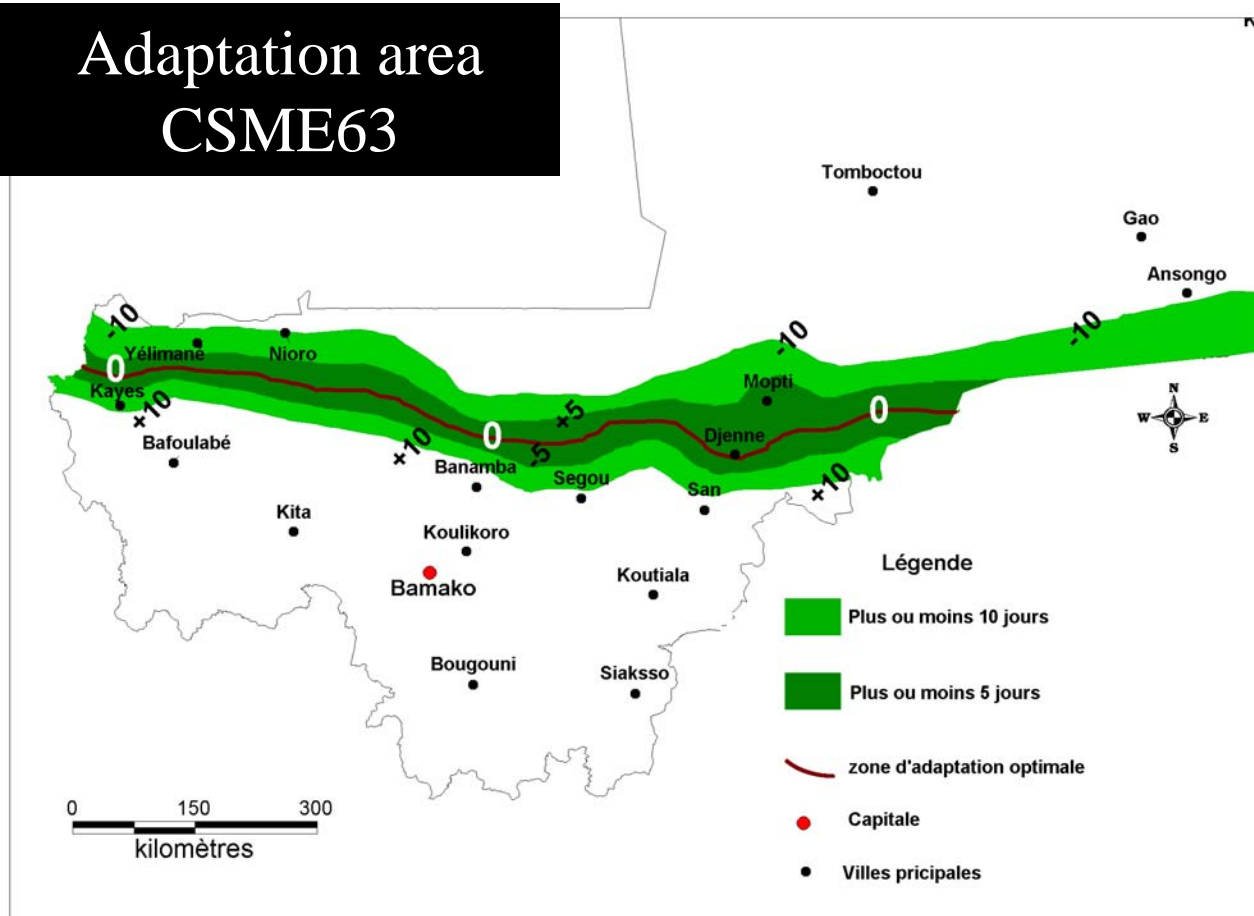 Adaptation area
CSME63
Tomboctou
Gao
Ansongo
-10
-10
-10
Yélimané
Nioro
0
Kayes
+10
Bafoulabé
Mopti
+5
0
0
Djenne
+10
-5
Banamba
Segou
San
+10
Kita
Koulikoro
Bamako
Koutiala
Bougouni
Siaksso
N
W E
S
Légende
Plus ou moins 10 jours
Plus ou moins 5 jours
zone d'adaptation optimale
Capitale
Villes pricipales
0 150 300
kilomètres